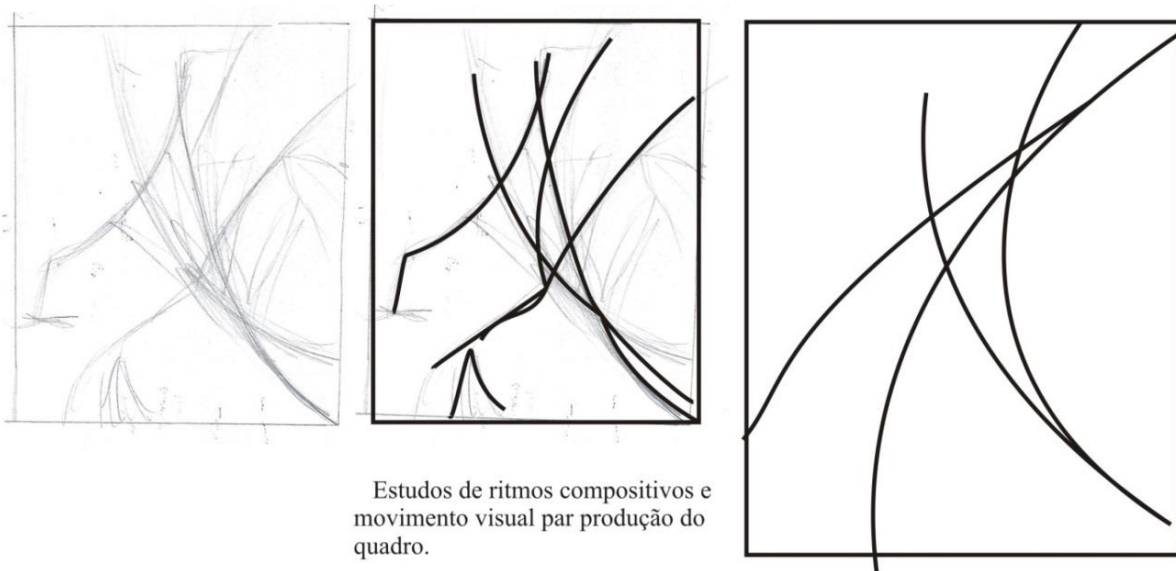 Estudos de ritmos compositivos e
movimento visual par produção do
quadro.